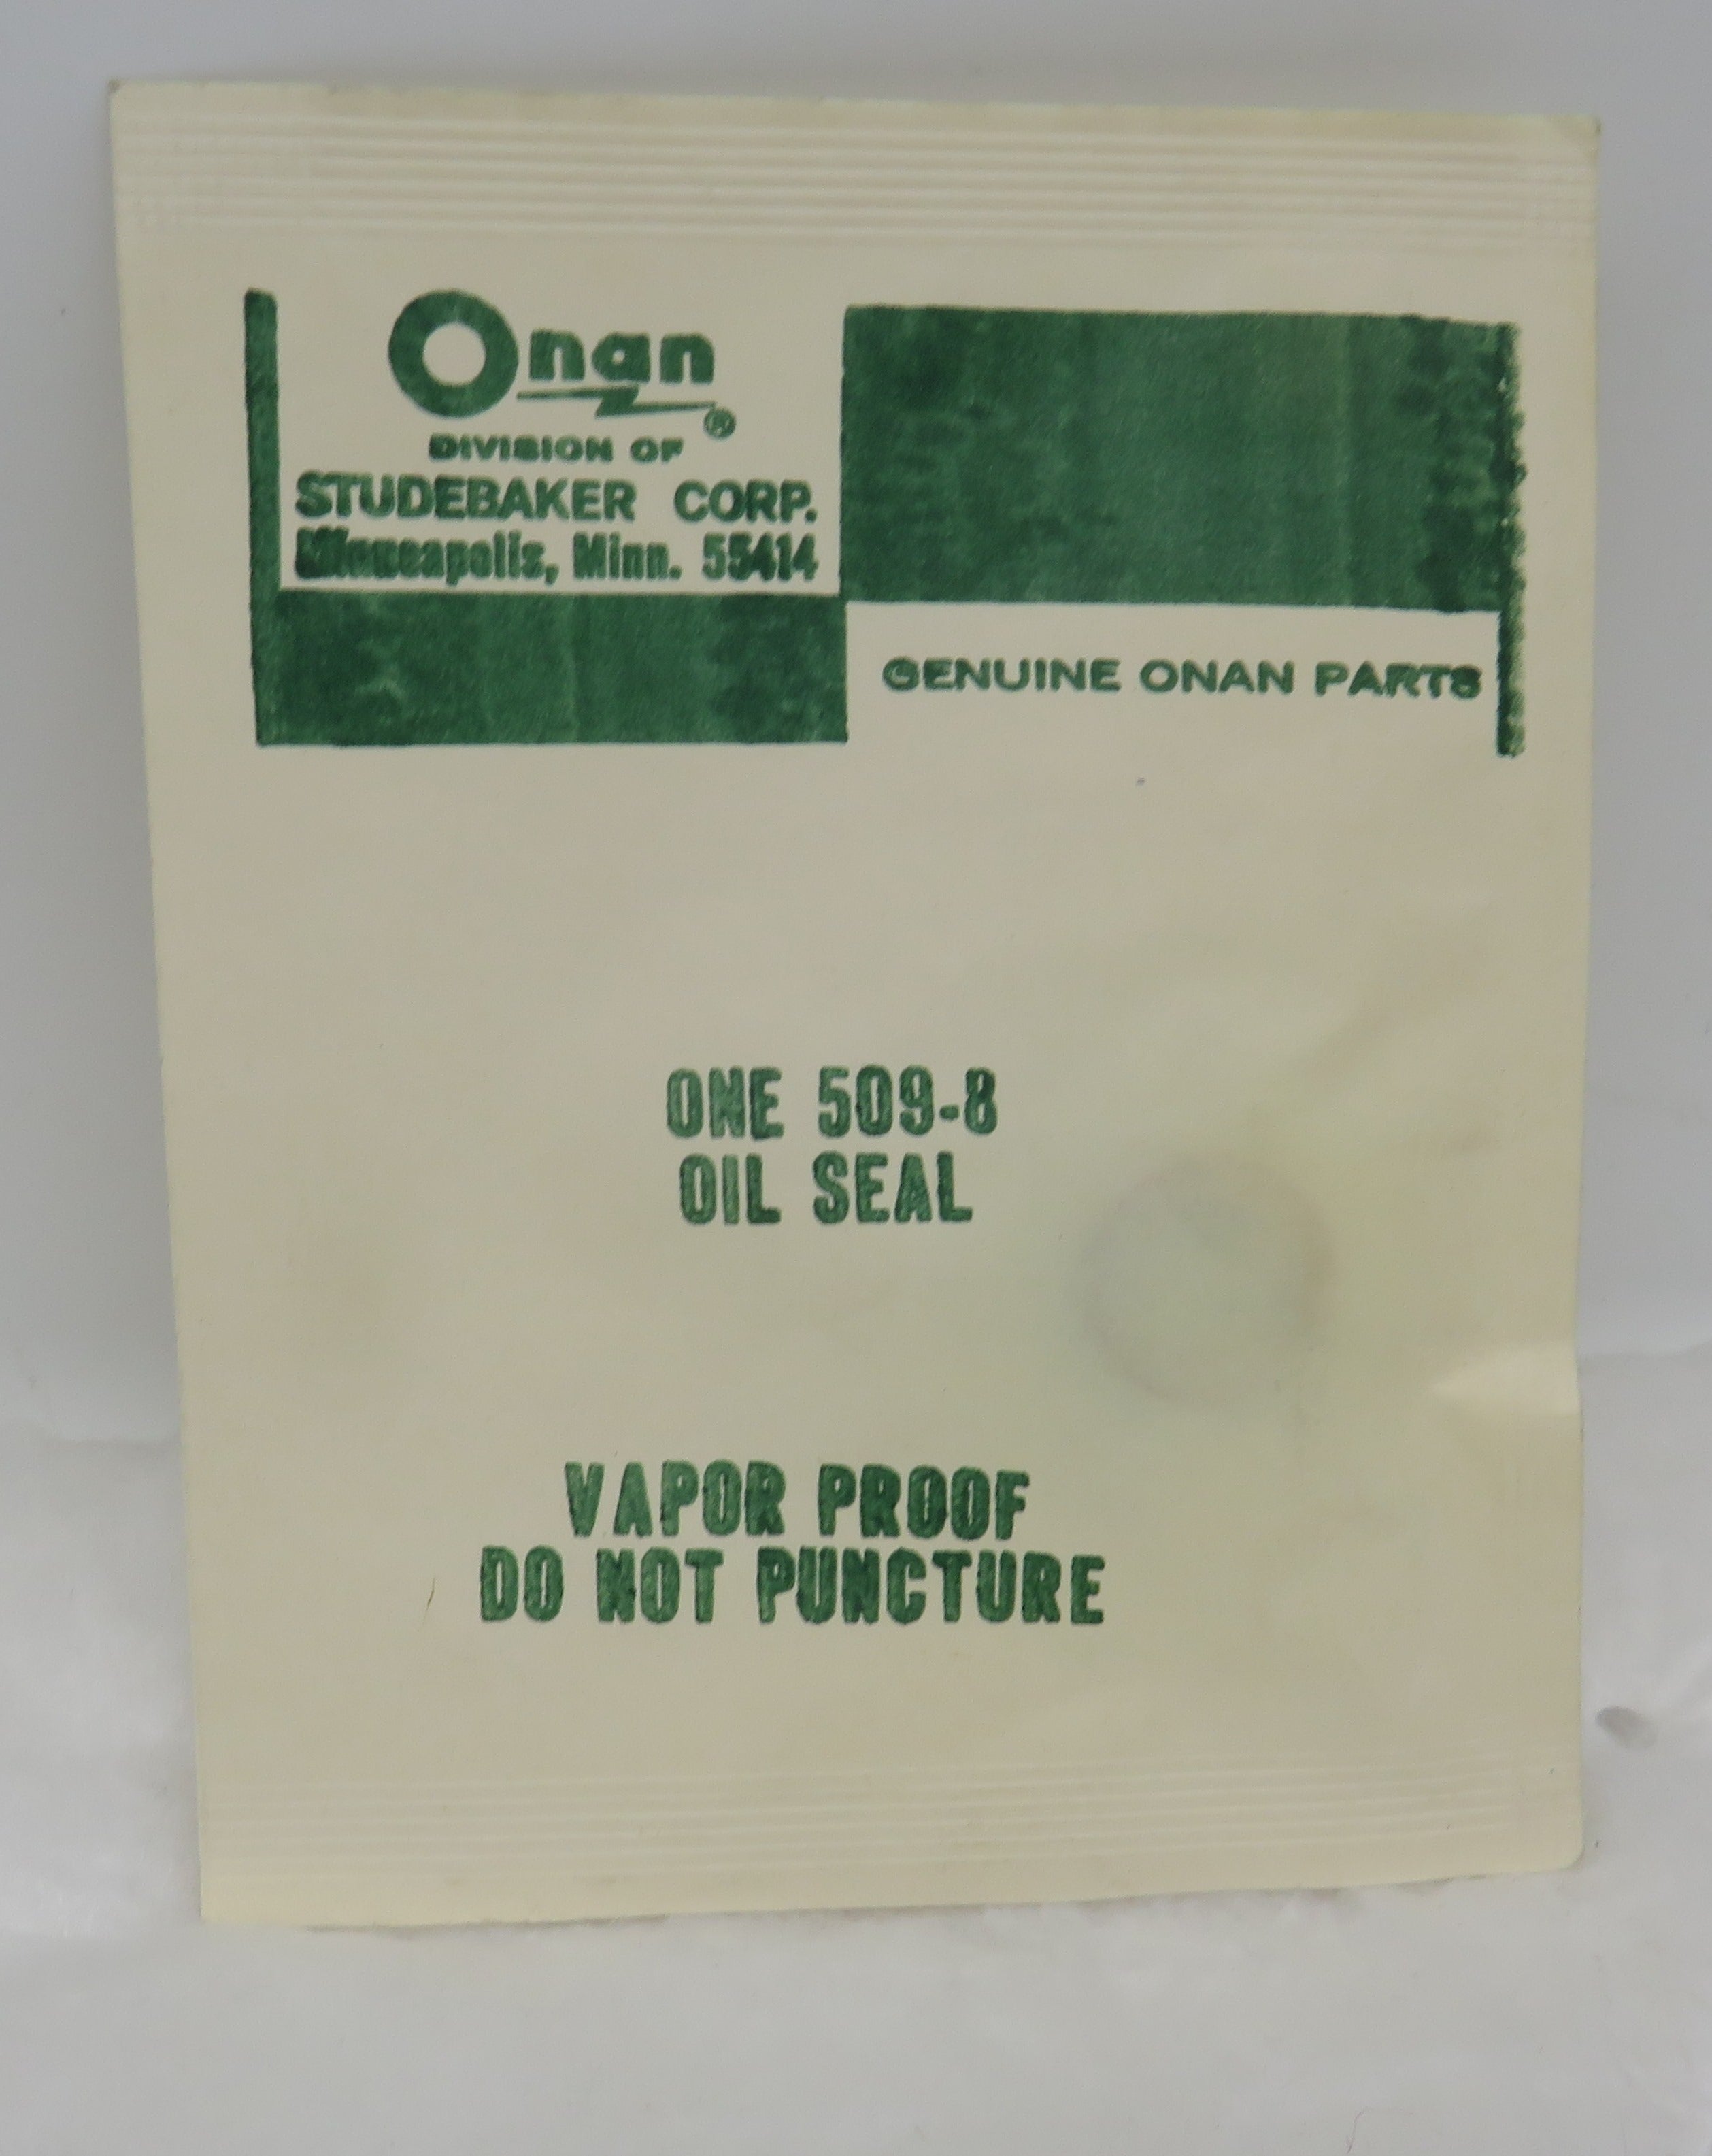 Onan
®
DIVISION OF
STUDEBAKER CORP.
Minneapolis, Minn. 55414
GENUINE ONAN PARTS
ONE 509-8
OIL SEAL
VAPOR PROOF
DO NOT PUNCTURE